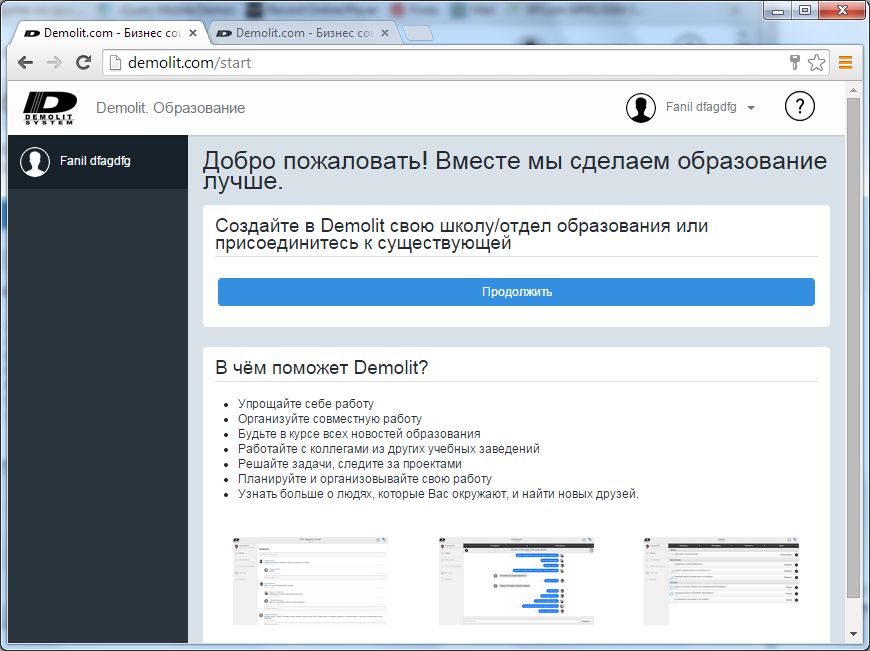 Demolit.com - Бизнес соц
Demolit.com - Бизнес соц
demolit.com/start
DEMOLIT
SYSTEM
Demolit. Образование
Fanil dfagdfg
?
Fanil dfagdfg
Добро пожаловать! Вместе мы сделаем образование
лучше.
Создайте в Demolit свою школу/отдел образования или
присоединитесь к существующей
Продолжить
В чём поможет Demolit?
Упрощайте себе работу
Организуйте совместную работу
Будьте в курсе всех новостей образования
Работайте с коллегами из других учебных заведений
Решайте задачи, следите за проектами
Планируйте и организовывайте свою работу
Узнать больше о людях, которые Вас окружают, и найти новых друзей.